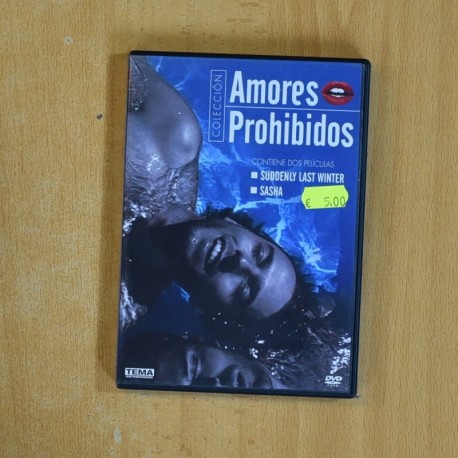 COLECCIÓN
Amores
Prohibidos
CONTIENE DOS PELÍCULAS
SUDDENLY LAST WINTER
SASHA
€ 5,00
TEMA
DVD